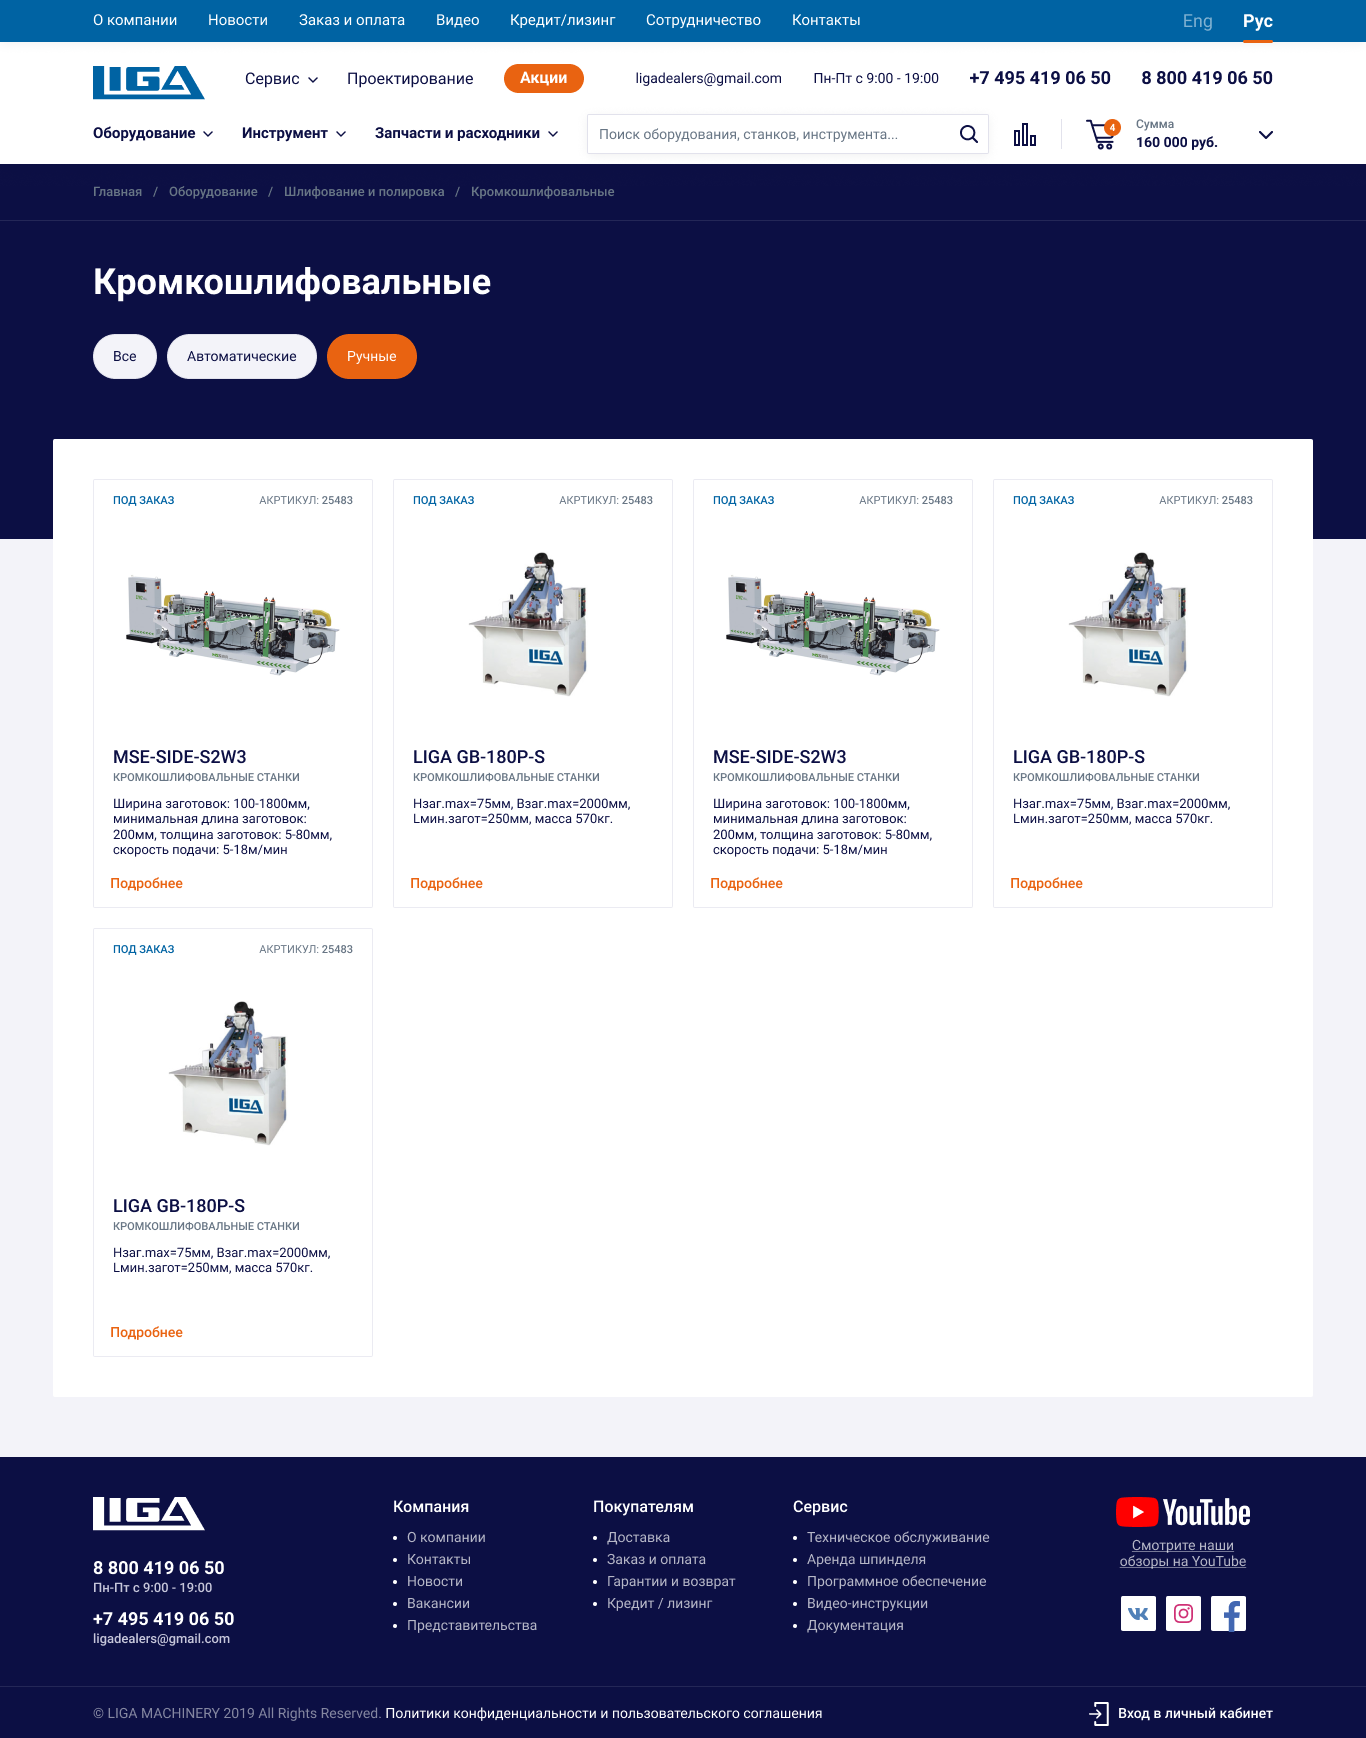 О компании Новости Заказ и оплата Видео Кредит/лизинг Сотрудничество Контакты Eng Рус
LIGA Сервис Проектирование Акции ligadealers@gmail.com Пн-Пт с 9:00 - 19:00 +7 495 419 06 50 8 800 419 06 50
Оборудование Инструмент Запчасти и расходники Поиск оборудования, станков, инструмента... 4 Сумма
160 000 руб.
Главная / Оборудование / Шлифование и полировка / Кромкошлифовальные
Кромкошлифовальные
Все Автоматические Ручные
ПОД ЗАКАЗ АКРТИКУЛ: 25483
MSE-SIDE-S2W3
КРОМКОШЛИФОВАЛЬНЫЕ СТАНКИ
Ширина заготовок: 100-1800мм,
минимальная длина заготовок:
200мм, толщина заготовок: 5-80мм,
скорость подачи: 5-18м/мин
Подробнее
ПОД ЗАКАЗ АКРТИКУЛ: 25483
LIGA
LIGA GB-180P-S
КРОМКОШЛИФОВАЛЬНЫЕ СТАНКИ
Hзаг.max=75мм, Bзаг.max=2000мм,
Lмин.загот=250мм, масса 570кг.
Подробнее
ПОД ЗАКАЗ АКРТИКУЛ: 25483
MSE-SIDE-S2W3
КРОМКОШЛИФОВАЛЬНЫЕ СТАНКИ
Ширина заготовок: 100-1800мм,
минимальная длина заготовок:
200мм, толщина заготовок: 5-80мм,
скорость подачи: 5-18м/мин
Подробнее
ПОД ЗАКАЗ АКРТИКУЛ: 25483
LIGA
LIGA GB-180P-S
КРОМКОШЛИФОВАЛЬНЫЕ СТАНКИ
Hзаг.max=75мм, Bзаг.max=2000мм,
Lмин.загот=250мм, масса 570кг.
Подробнее
ПОД ЗАКАЗ АКРТИКУЛ: 25483
LIGA
LIGA GB-180P-S
КРОМКОШЛИФОВАЛЬНЫЕ СТАНКИ
Hзаг.max=75мм, Bзаг.max=2000мм,
Lмин.загот=250мм, масса 570кг.
Подробнее
LIGA
8 800 419 06 50
Пн-Пт с 9:00 - 19:00
+7 495 419 06 50
ligadealers@gmail.com
Компания
О компании
Контакты
Новости
Вакансии
Представительства
Покупателям
Доставка
Заказ и оплата
Гарантии и возврат
Кредит / лизинг
Сервис
Техническое обслуживание
Аренда шпинделя
Программное обеспечение
Видео-инструкции
Документация
YouTube
Смотрите наши
обзоры на YouTube
© LIGA MACHINERY 2019 All Rights Reserved. Политики конфиденциальности и пользовательского соглашения Вход в личный кабинет